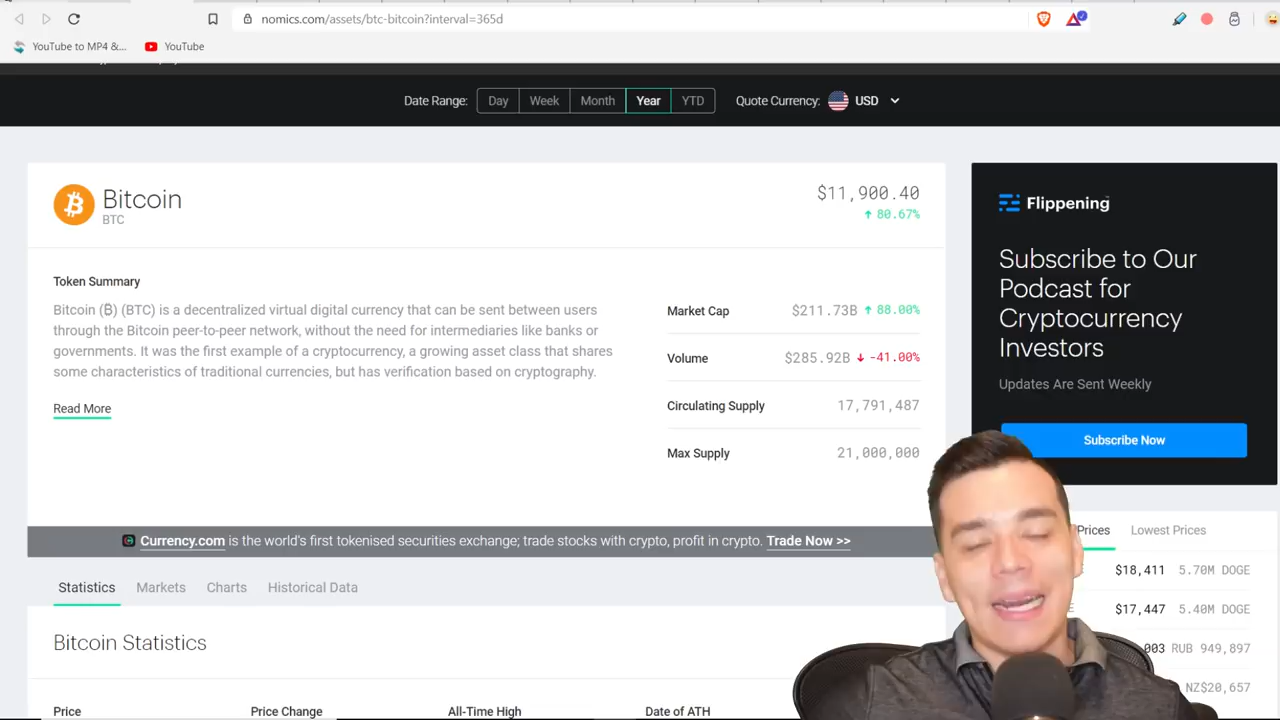 nomics.com/assets/btc-bitcoin?interval=365d
YouTube to MP4 &...
YouTube
Date Range:
Day
Week
Month
Year
YTD
Quote Currency:
USD
Bitcoin
BTC
$11,900.40
↑ 80.67%
Token Summary
Bitcoin (₿) (BTC) is a decentralized virtual digital currency that can be sent between users
through the Bitcoin peer-to-peer network, without the need for intermediaries like banks or
governments. It was the first example of a cryptocurrency, a growing asset class that shares
some characteristics of traditional currencies, but has verification based on cryptography.
Read More
Market Cap $211.73B ↑ 88.00%
Volume $285.92B ↓ -41.00%
Circulating Supply 17,791,487
Max Supply 21,000,000
Flippening
Subscribe to Our
Podcast for
Cryptocurrency
Investors
Updates Are Sent Weekly
Subscribe Now
Currency.com is the world's first tokenised securities exchange; trade stocks with crypto, profit in crypto. Trade Now >>
Statistics
Markets
Charts
Historical Data
Bitcoin Statistics
Price
Price Change
All-Time High
Date of ATH
Prices
Lowest Prices
$18,411 5.70M DOGE
$17,447 5.40M DOGE
003 RUB 949,897
NZ$20,657